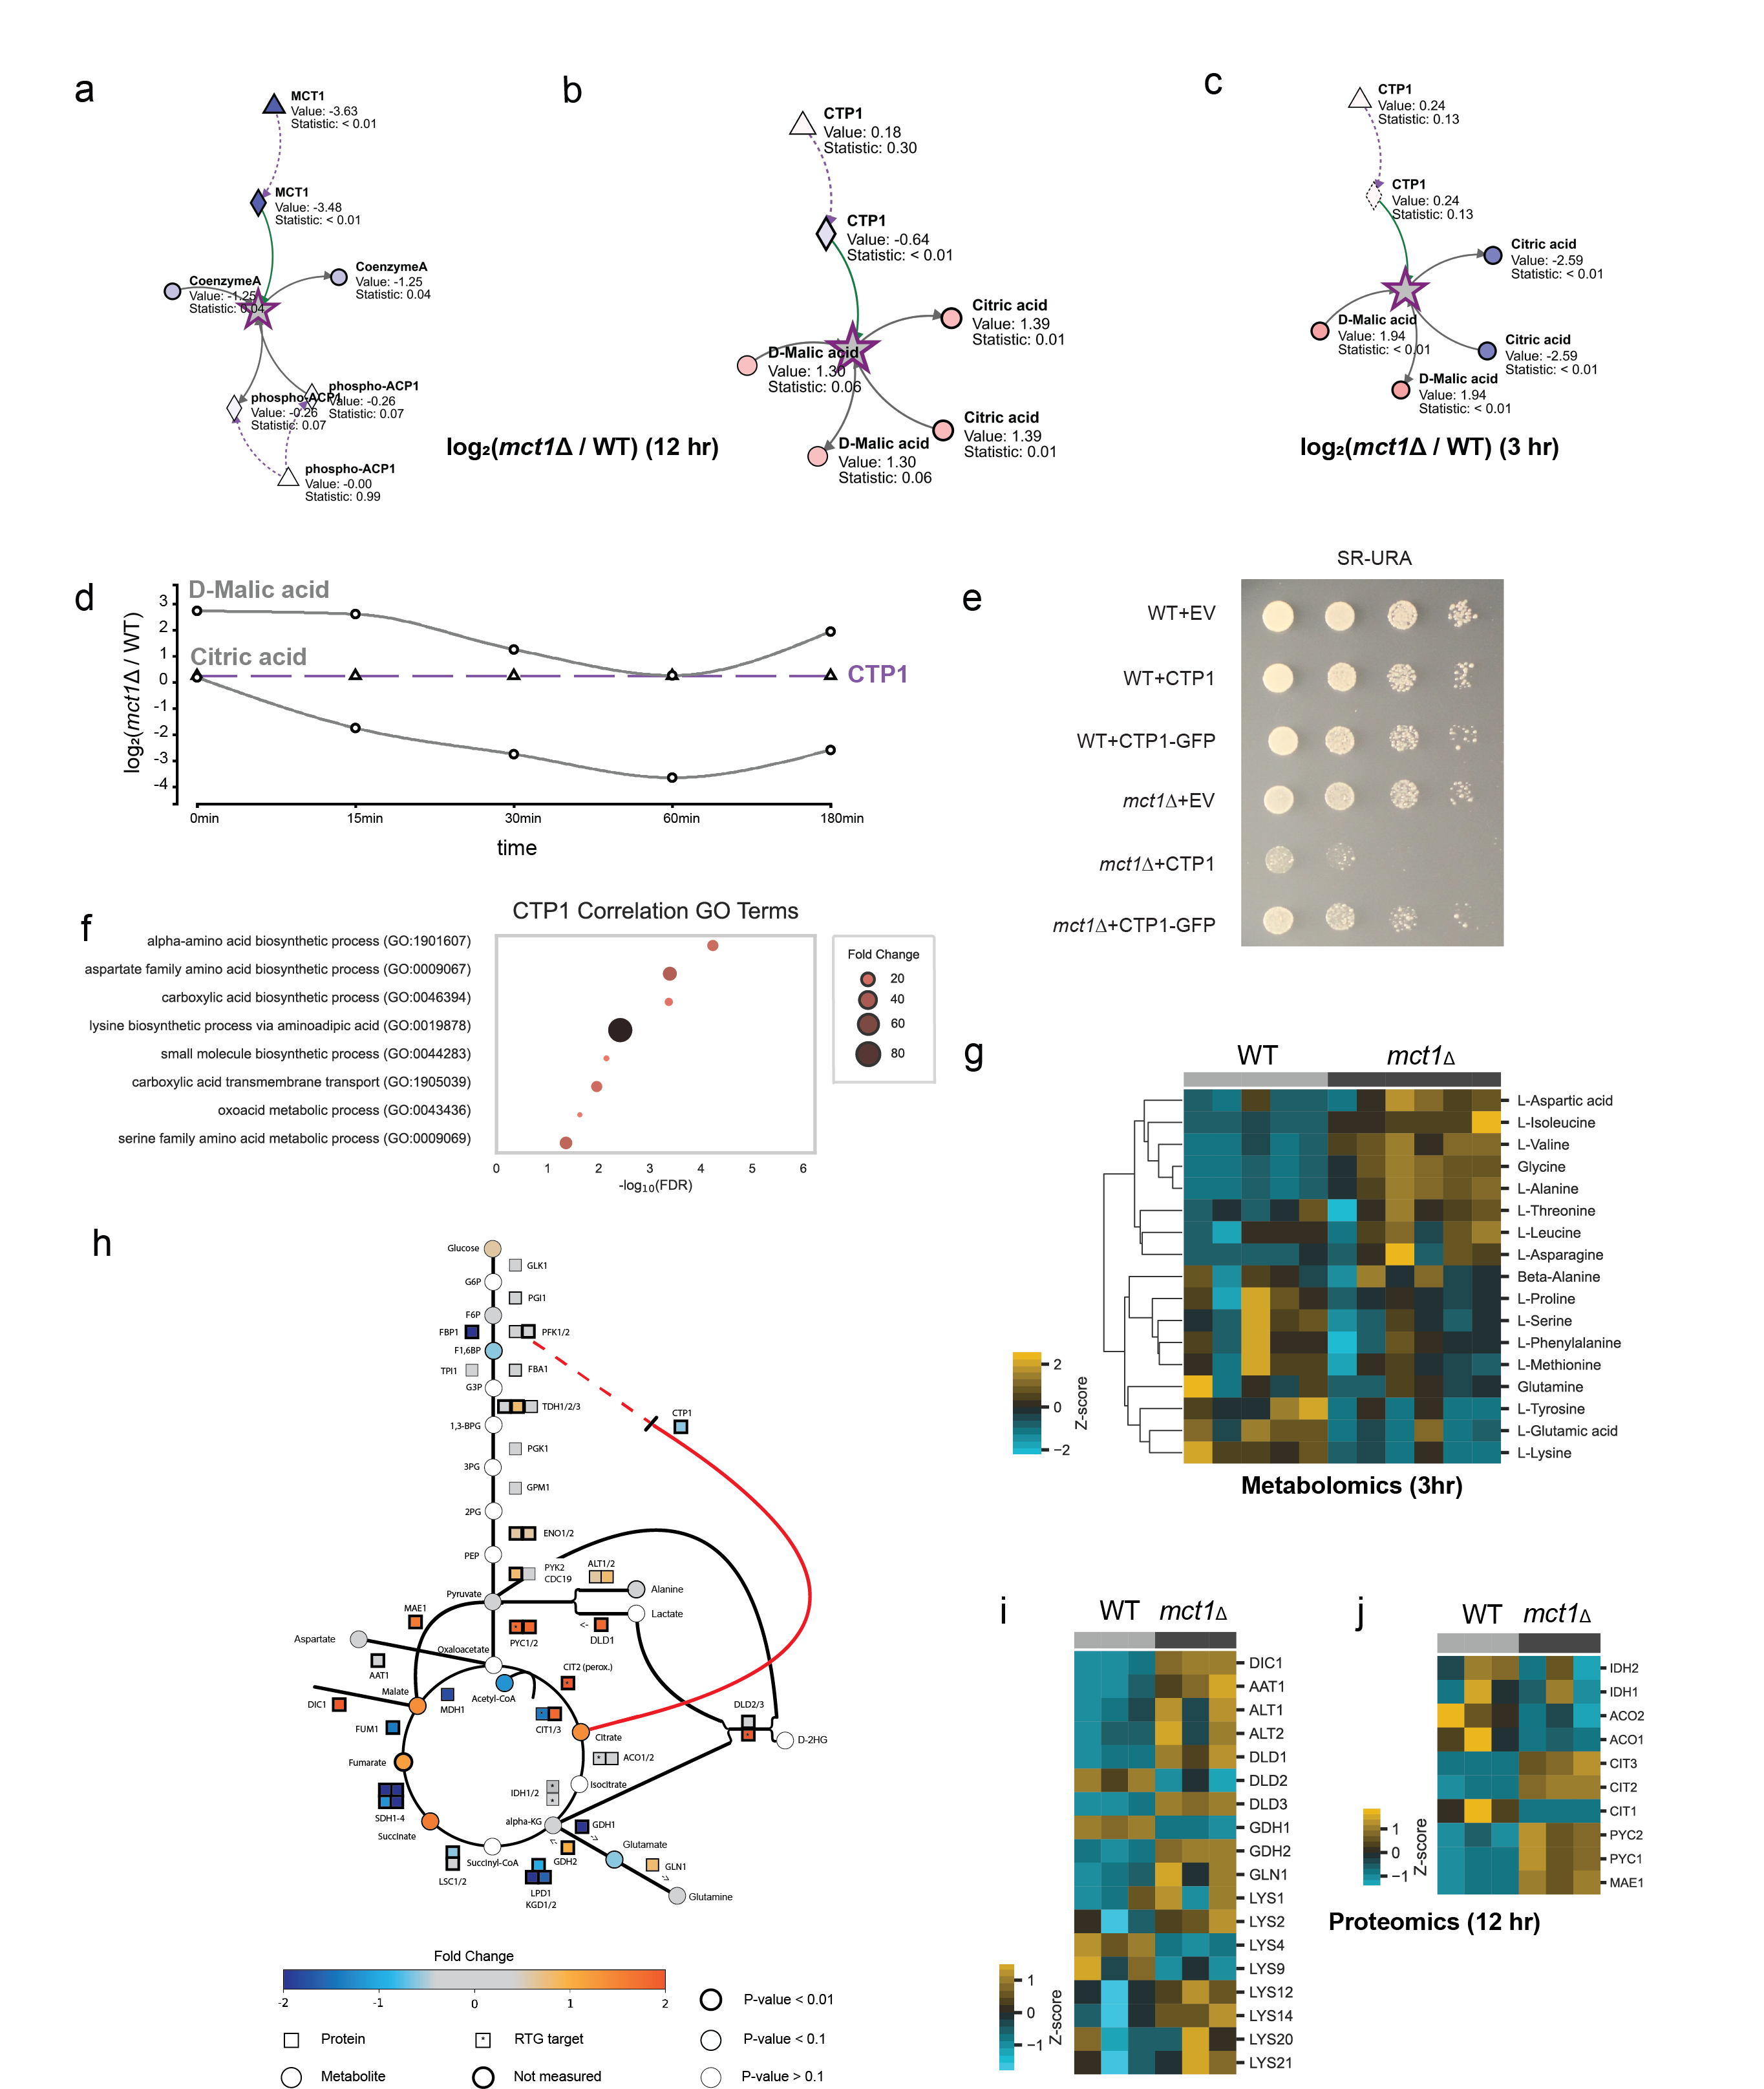 a
MCT1
Value: -3.63
Statistic: < 0.01
MCT1
Value: -3.48
Statistic: < 0.01
CoenzymeA
Value: -1.25
Statistic: 0.04
CoenzymeA
Value: -1.25
Statistic: 0.04
phospho-ACP1
Value: -0.26
Statistic: 0.07
phospho-ACP1
Value: -0.26
Statistic: 0.07
phospho-ACP1
Value: -0.00
Statistic: 0.99
b
CTP1
Value: 0.18
Statistic: 0.30
CTP1
Value: -0.64
Statistic: < 0.01
Citric acid
Value: 1.39
Statistic: 0.01
D-Malic acid
Value: 1.30
Statistic: 0.06
Citric acid
Value: 1.39
Statistic: 0.01
D-Malic acid
Value: 1.30
Statistic: 0.06
log₂(mct1Δ / WT) (12 hr)
c
CTP1
Value: 0.24
Statistic: 0.13
CTP1
Value: 0.24
Statistic: 0.13
Citric acid
Value: -2.59
Statistic: < 0.01
D-Malic acid
Value: 1.94
Statistic: < 0.01
Citric acid
Value: -2.59
Statistic: < 0.01
D-Malic acid
Value: 1.94
Statistic: < 0.01
log₂(mct1Δ / WT) (3 hr)
d
log₂(mct1Δ / WT)
3
2
1
0
-1
-2
-3
-4
D-Malic acid
Citric acid
CTP1
0min
15min
30min
60min
180min
time
e
SR-URA
WT+EV
WT+CTP1
WT+CTP1-GFP
mct1Δ+EV
mct1Δ+CTP1
mct1Δ+CTP1-GFP
f
CTP1 Correlation GO Terms
alpha-amino acid biosynthetic process (GO:1901607)
aspartate family amino acid biosynthetic process (GO:0009067)
carboxylic acid biosynthetic process (GO:0046394)
lysine biosynthetic process via aminoadipic acid (GO:0019878)
small molecule biosynthetic process (GO:0044283)
carboxylic acid transmembrane transport (GO:1905039)
oxoacid metabolic process (GO:0043436)
serine family amino acid metabolic process (GO:0009069)
0 1 2 3 4 5 6
-log₁₀(FDR)
Fold Change
20
40
60
80
g
WT mct1Δ
L-Aspartic acid
L-Isoleucine
L-Valine
Glycine
L-Alanine
L-Threonine
L-Leucine
L-Asparagine
Beta-Alanine
L-Proline
L-Serine
L-Phenylalanine
L-Methionine
Glutamine
L-Tyrosine
L-Glutamic acid
L-Lysine
2
0
−2
Z-score
Metabolomics (3hr)
h
Glucose
GLK1
G6P
PGI1
F6P
FBP1
PFK1/2
F1,6BP
TPI1
FBA1
G3P
TDH1/2/3
1,3-BPG
CTP1
PGK1
3PG
GPM1
2PG
ENO1/2
PEP
PYK2
CDC19
ALT1/2
Pyruvate
Alanine
MAE1
Lactate
PYC1/2
<-
DLD1
Aspartate
AAT1
Oxaloacetate
CIT2 (perox.)
Acetyl-CoA
Malate
MDH1
DIC1
FUM1
CIT1/3
Citrate
DLD2/3
D-2HG
Fumarate
ACO1/2
Isocitrate
IDH1/2
SDH1-4
alpha-KG
GDH1
->
Succinate
<-
GDH2
Glutamate
Succinyl-CoA
LSC1/2
GLN1
->
LPD1
KGD1/2
Glutamine
Fold Change
-2 -1 0 1 2
Protein
RTG target
Metabolite
Not measured
P-value < 0.01
P-value < 0.1
P-value > 0.1
i
WT mct1Δ
DIC1
AAT1
ALT1
ALT2
DLD1
DLD2
DLD3
GDH1
GDH2
GLN1
LYS1
LYS2
LYS4
LYS9
LYS12
LYS14
LYS20
LYS21
1
0
−1
Z-score
j
WT mct1Δ
IDH2
IDH1
ACO2
ACO1
CIT3
CIT2
CIT1
PYC2
PYC1
MAE1
1
0
−1
Z-score
Proteomics (12 hr)